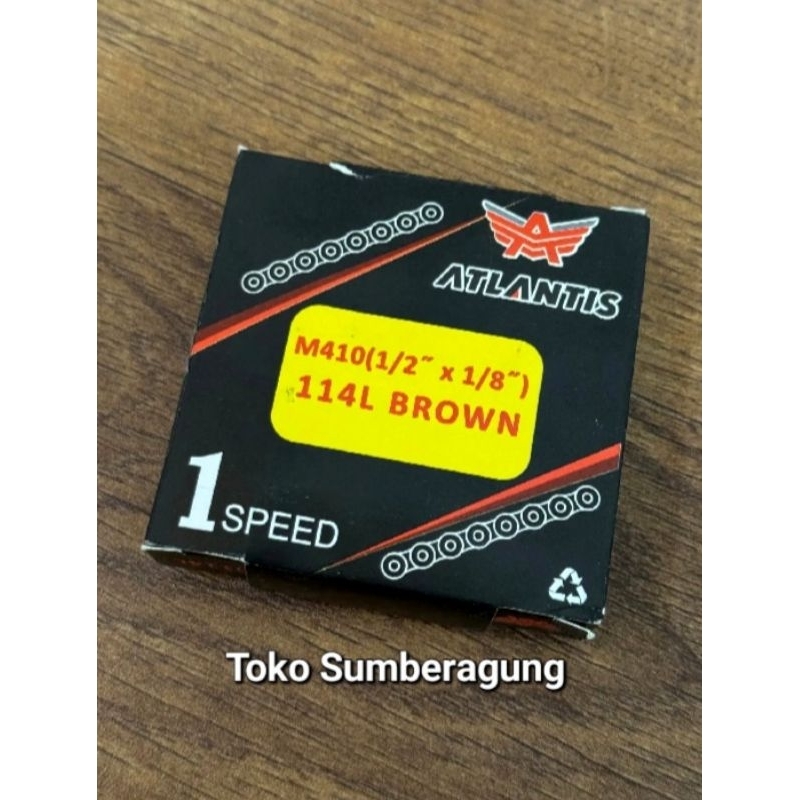 ATLANTIS
M410(1/2″ x 1/8″)
114L BROWN
1 SPEED
Toko Sumberagung